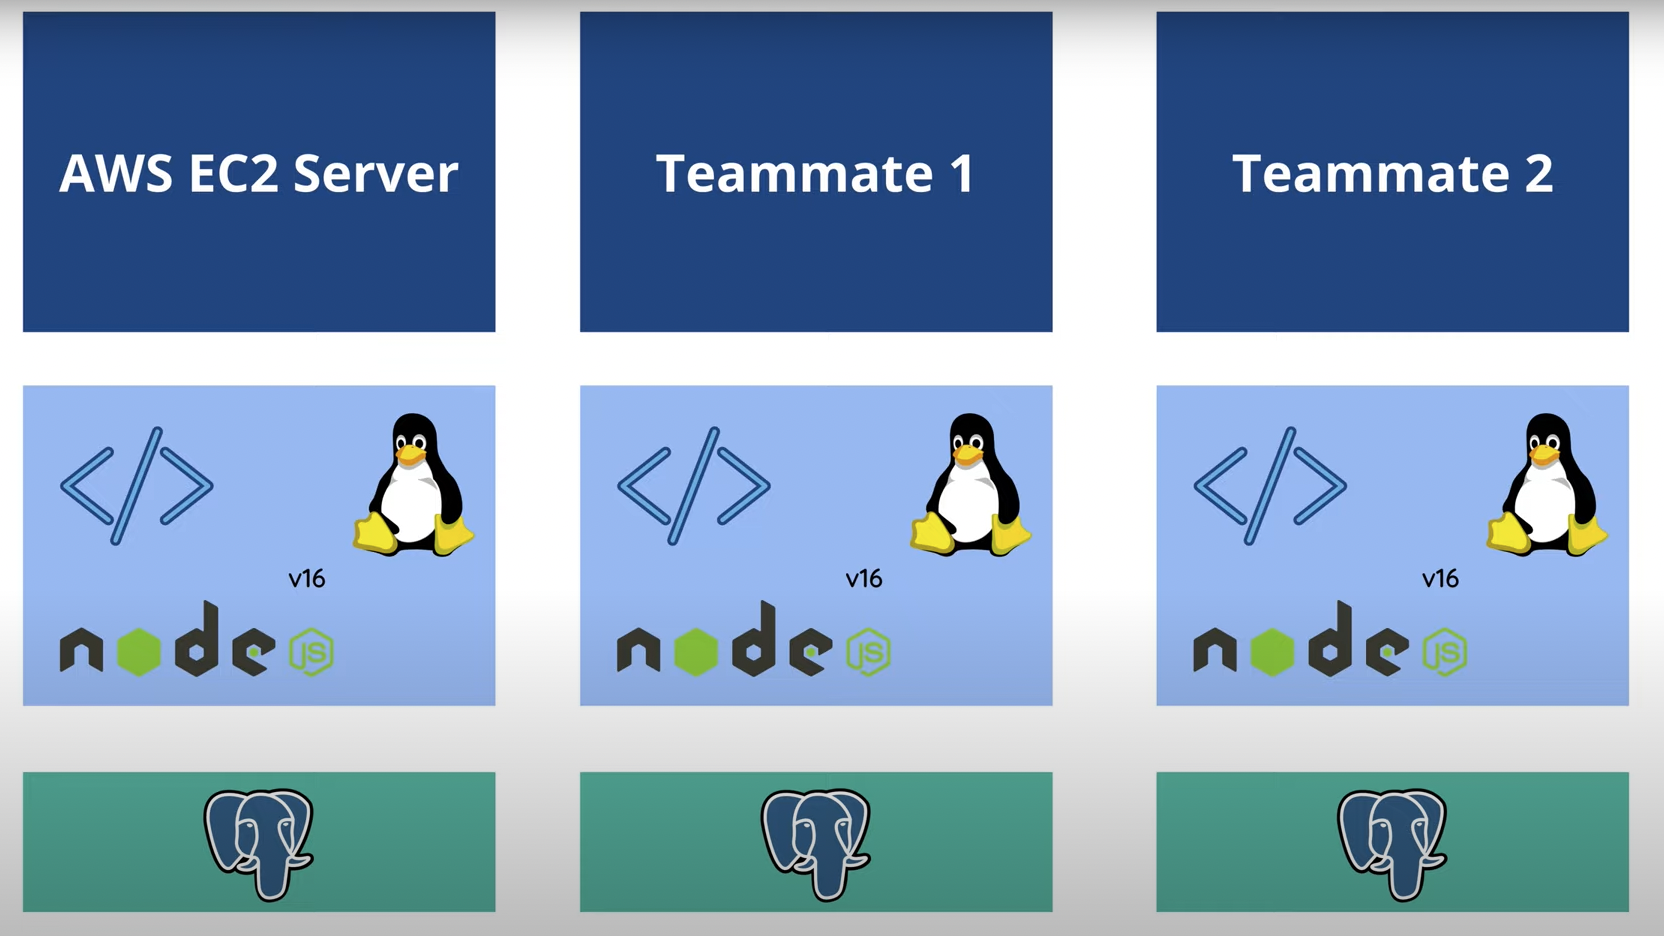 AWS EC2 Server
Teammate 1
Teammate 2
v16
node JS
v16
node JS
v16
node JS